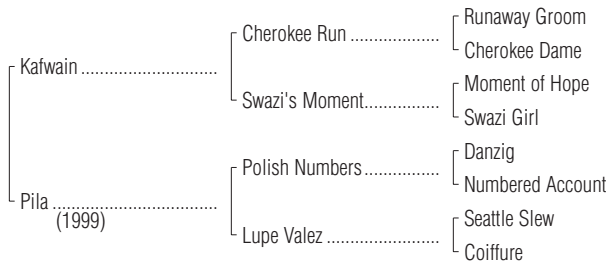 Runaway Groom
Cherokee Run ...................
Cherokee Dame
Kafwain .............................
Moment of Hope
Swazi's Moment................
Swazi Girl
Danzig
Polish Numbers................
Numbered Account
Pila ...................................
(1999)
Seattle Slew
Lupe Valez ........................
Coiffure